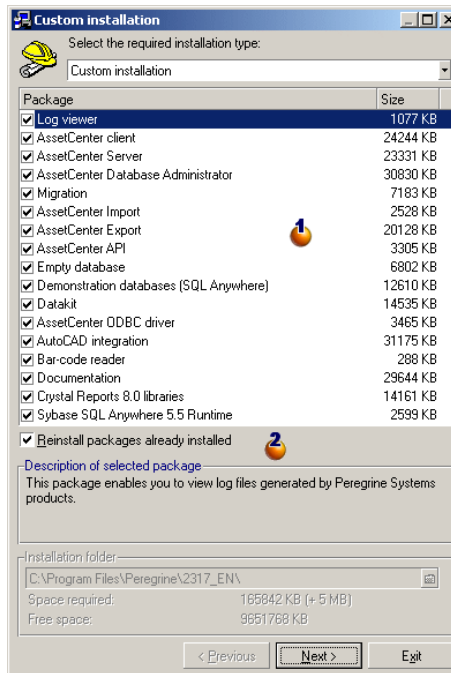 Custom installation
Select the required installation type:
Custom installation
Package Size
Log viewer 1077 KB
AssetCenter client 24244 KB
AssetCenter Server 23331 KB
AssetCenter Database Administrator 30830 KB
Migration 7183 KB
AssetCenter Import 2528 KB
AssetCenter Export 20128 KB
1
AssetCenter API 3305 KB
Empty database 6802 KB
Demonstration databases (SQL Anywhere) 12610 KB
Datakit 14535 KB
AssetCenter ODBC driver 3465 KB
AutoCAD integration 31175 KB
Bar-code reader 288 KB
Documentation 29644 KB
Crystal Reports 8.0 libraries 14161 KB
Sybase SQL Anywhere 5.5 Runtime 2599 KB
Reinstall packages already installed 2
Description of selected package
This package enables you to view log files generated by Peregrine Systems
products.
Installation folder
C:\Program Files\Peregrine\2317_EN\
Space required: 165842 KB (+ 5 MB)
Free space: 9651768 KB
< Previous Next > Exit